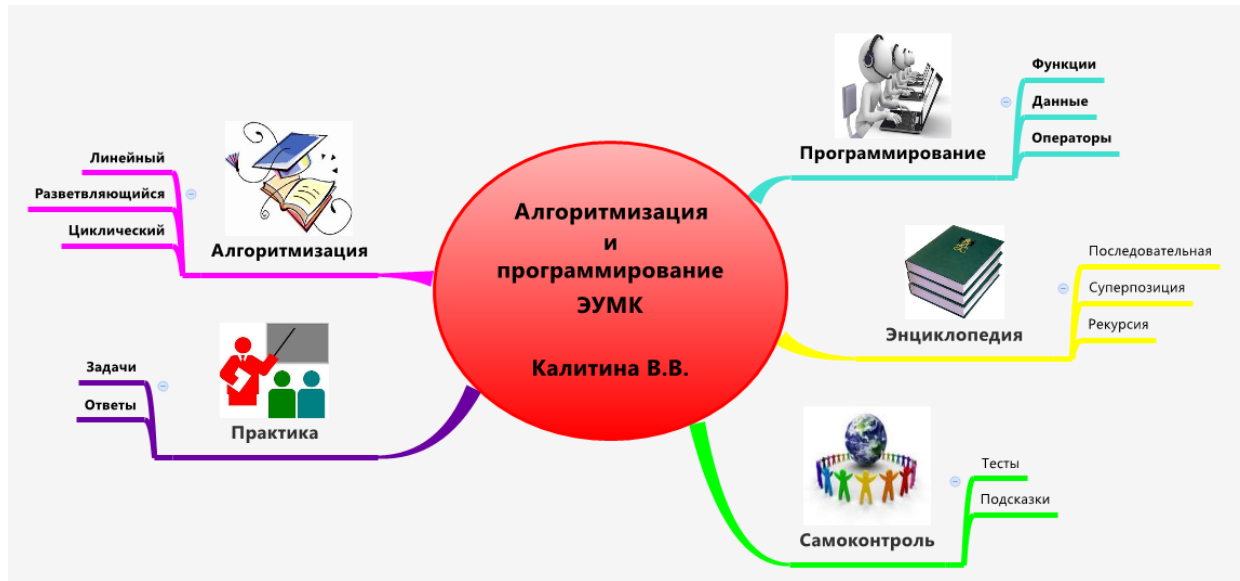 Алгоритмизация
и
программирование
ЭУМК
Калитина В.В.
Программирование
Функции
Данные
Операторы
Энциклопедия
Последовательная
Суперпозиция
Рекурсия
Самоконтроль
Тесты
Подсказки
Алгоритмизация
Линейный
Разветвляющийся
Циклический
Практика
Задачи
Ответы